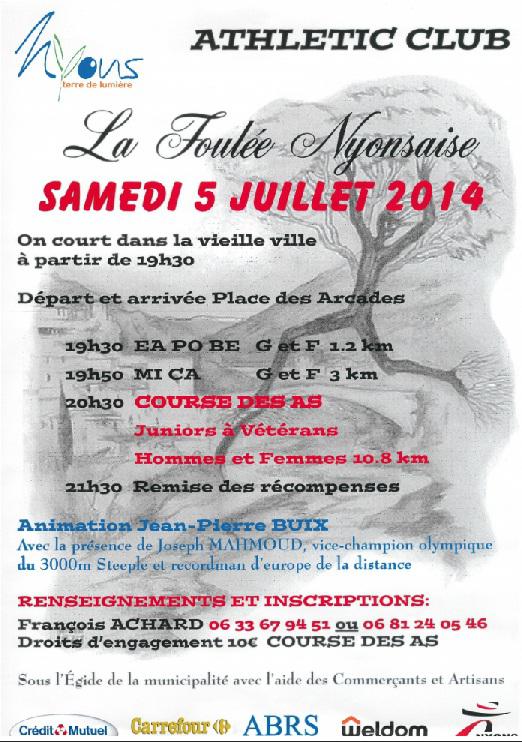 Nyons
terre de lumière
ATHLETIC CLUB
La Foulée Nyonsaise
SAMEDI 5 JUILLET 2014
On court dans la vieille ville
à partir de 19h30
Départ et arrivée Place des Arcades
19h30 EA PO BE G et F 1.2 km
19h50 MI CA G et F 3 km
20h30 COURSE DES AS
Juniors à Vétérans
Hommes et Femmes 10.8 km
21h30 Remise des récompenses
Animation Jean-Pierre BUIX
Avec la présence de Joseph MAHMOUD, vice-champion olympique
du 3000m Steeple et recordman d'europe de la distance
RENSEIGNEMENTS ET INSCRIPTIONS:
François ACHARD 06 33 67 94 51 ou 06 81 24 05 46
Droits d'engagement 10€ COURSE DES AS
Sous l'Égide de la municipalité avec l'aide des Commerçants et Artisans
Crédit Mutuel Carrefour ABRS weldom NYONS